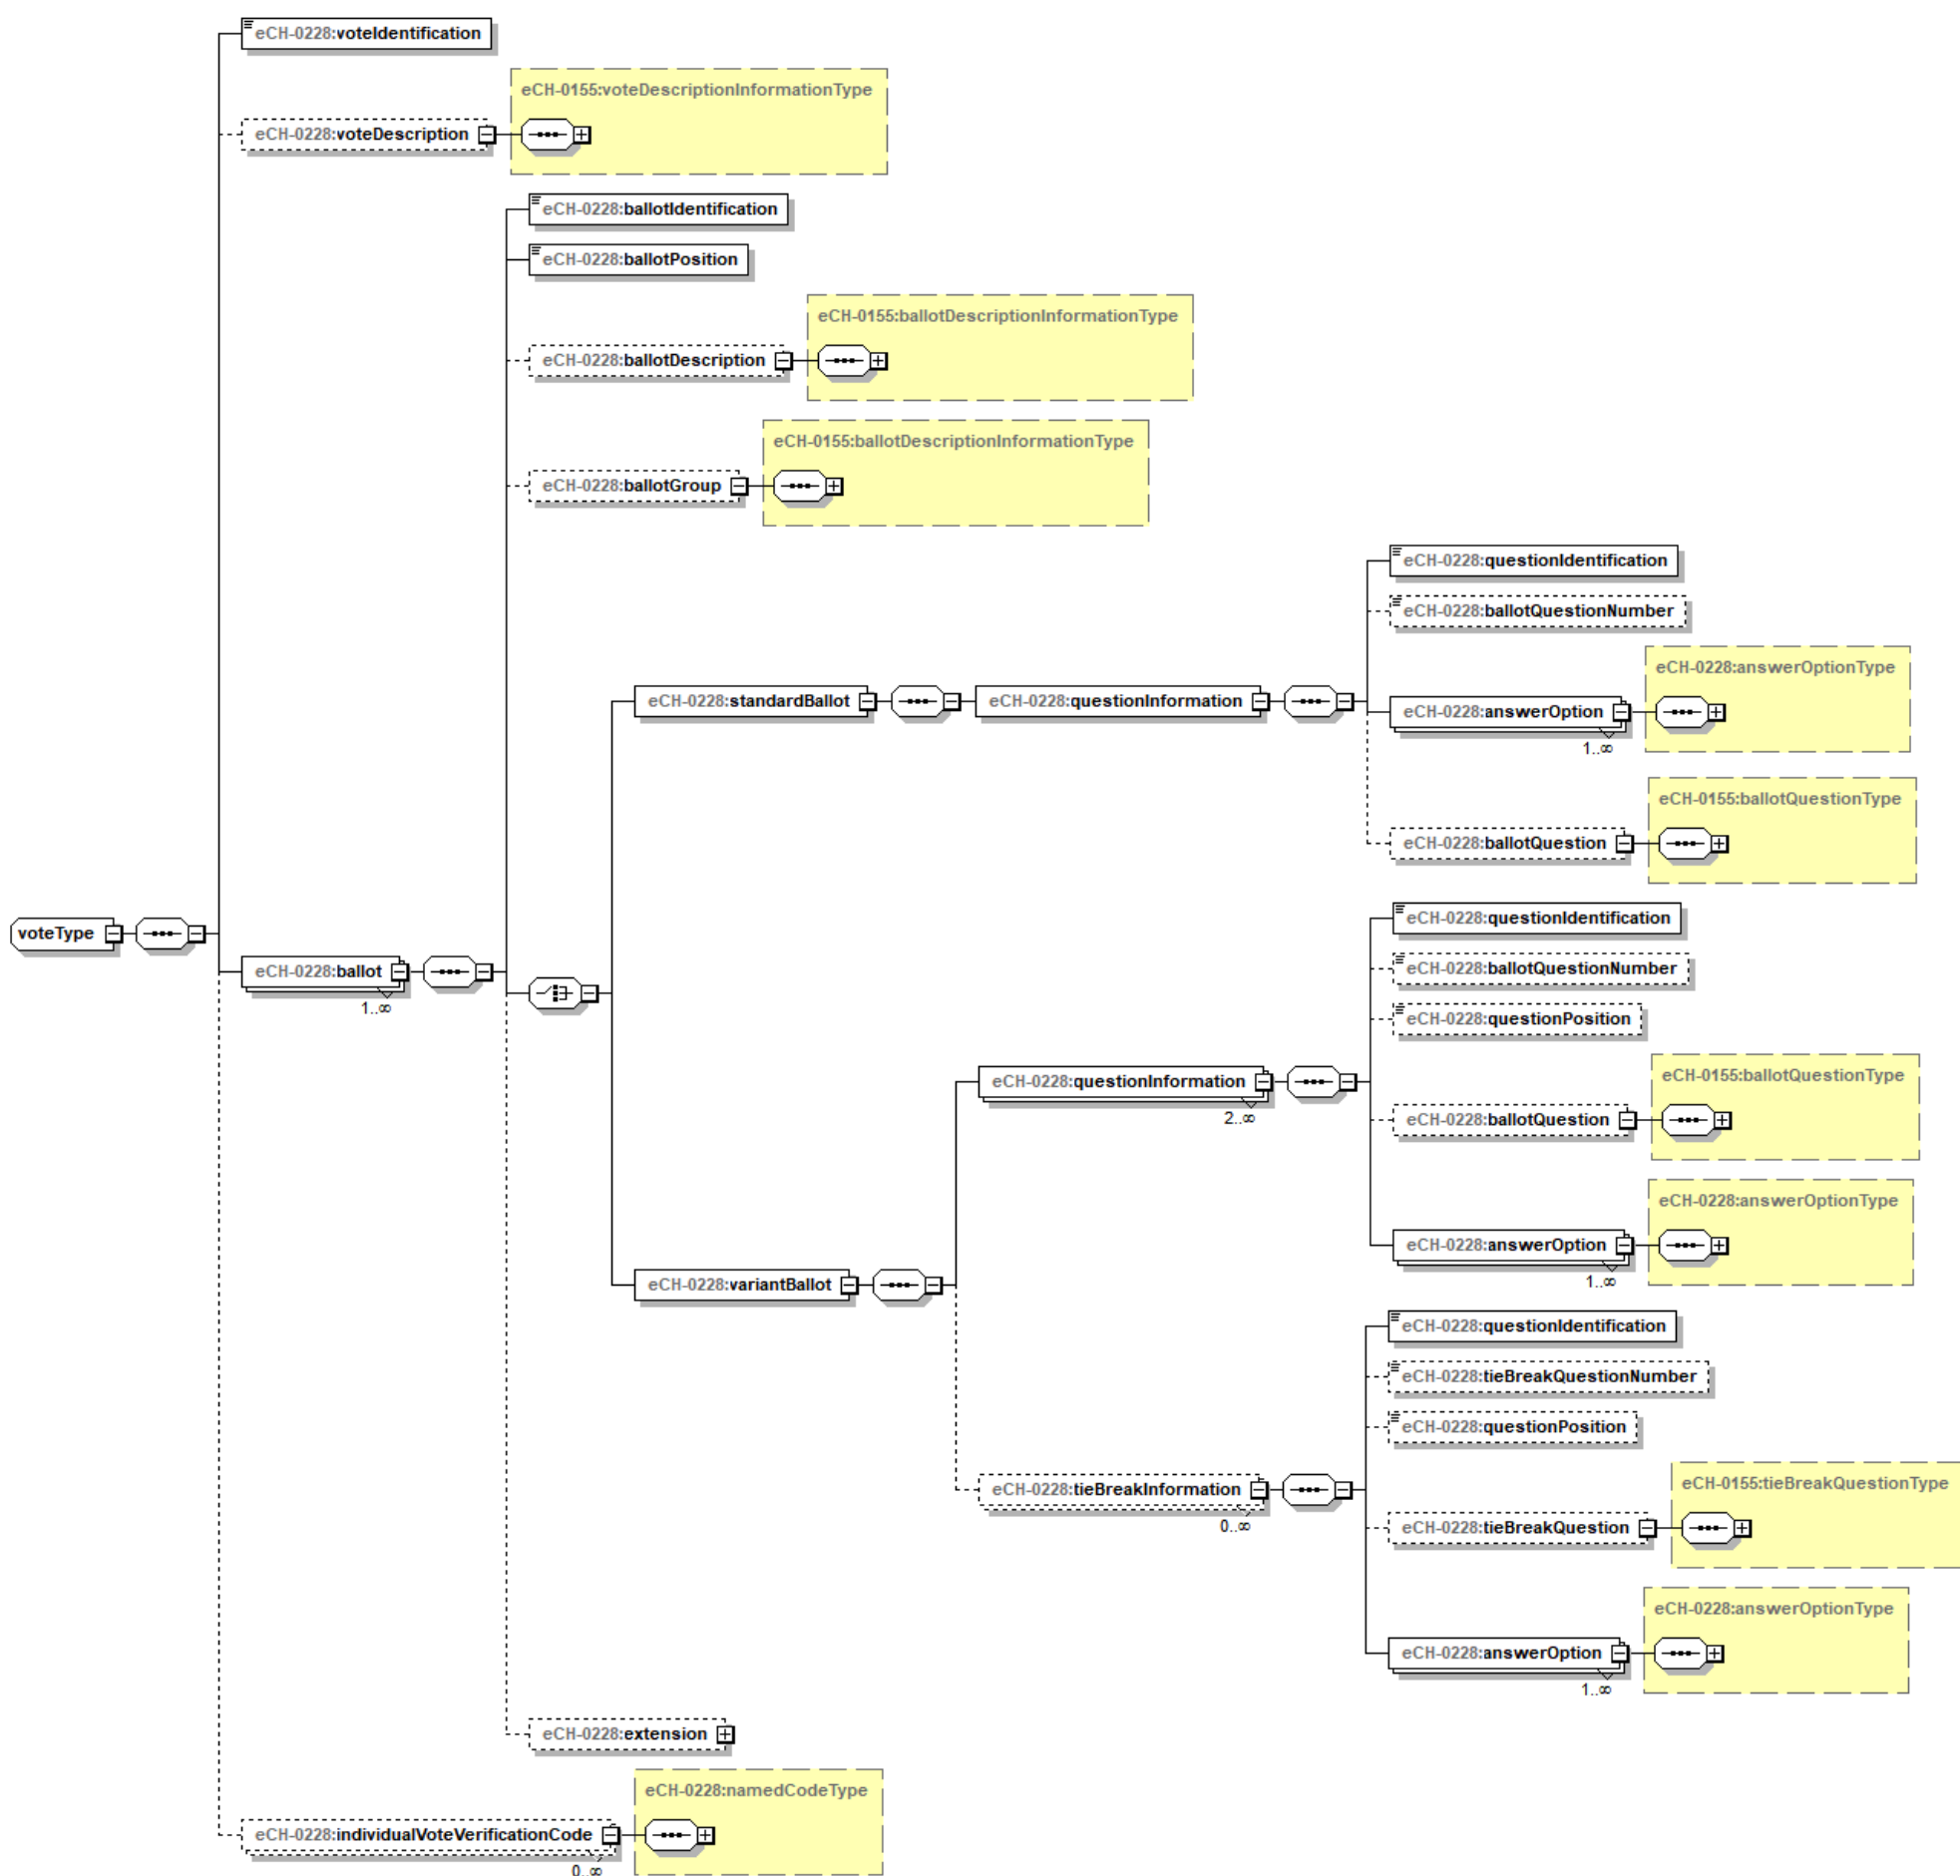 eCH-0228:voteIdentification
eCH-0155:voteDescriptionInformationType
eCH-0228:voteDescription
eCH-0228:ballotIdentification
eCH-0228:ballotPosition
eCH-0155:ballotDescriptionInformationType
eCH-0228:ballotDescription
eCH-0155:ballotDescriptionInformationType
eCH-0228:ballotGroup
eCH-0228:questionIdentification
eCH-0228:ballotQuestionNumber
eCH-0228:answerOptionType
eCH-0228:standardBallot
eCH-0228:questionInformation
eCH-0228:answerOption
1..∞
eCH-0155:ballotQuestionType
eCH-0228:ballotQuestion
eCH-0228:questionIdentification
voteType
eCH-0228:ballotQuestionNumber
eCH-0228:ballot
1..∞
eCH-0228:questionPosition
eCH-0155:ballotQuestionType
eCH-0228:questionInformation
2..∞
eCH-0228:ballotQuestion
eCH-0228:answerOptionType
eCH-0228:answerOption
1..∞
eCH-0228:variantBallot
eCH-0228:questionIdentification
eCH-0228:tieBreakQuestionNumber
eCH-0228:questionPosition
eCH-0155:tieBreakQuestionType
eCH-0228:tieBreakInformation
0..∞
eCH-0228:tieBreakQuestion
eCH-0228:answerOptionType
eCH-0228:answerOption
1..∞
eCH-0228:extension
eCH-0228:namedCodeType
eCH-0228:individualVoteVerificationCode
0..∞